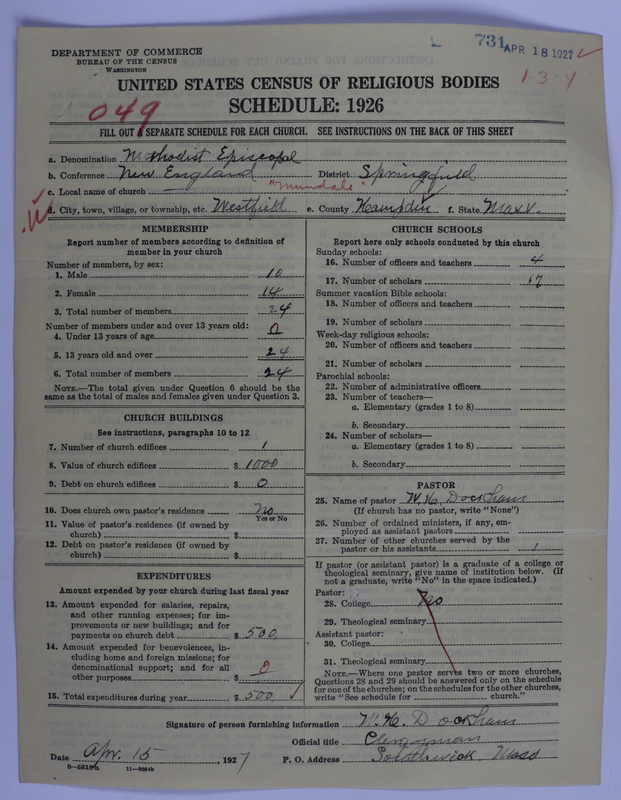 731 APR 18 1927
DEPARTMENT OF COMMERCE
BUREAU OF THE CENSUS
WASHINGTON
1-3-4
UNITED STATES CENSUS OF RELIGIOUS BODIES
SCHEDULE: 1926
049
FILL OUT A SEPARATE SCHEDULE FOR EACH CHURCH. SEE INSTRUCTIONS ON THE BACK OF THIS SHEET
a. Denomination Methodist Episcopal
b. Conference New England District Springfield
c. Local name of church "Mundale"
d. City, town, village, or township, etc. Westfield e. County Hampden f. State Mass.
MEMBERSHIP
Report number of members according to definition of
member in your church
Number of members, by sex:
1. Male 10
2. Female 14
3. Total number of members 24
Number of members under and over 13 years old:
4. Under 13 years of age 0
5. 13 years old and over 24
6. Total number of members 24
NOTE.—The total given under Question 6 should be the
same as the total of males and females given under Question 3.
CHURCH BUILDINGS
See instructions, paragraphs 10 to 12
7. Number of church edifices 1
8. Value of church edifices $ 1000
9. Debt on church edifices $ 0
10. Does church own pastor's residence No
Yes or No
11. Value of pastor's residence (if owned by
church) $
12. Debt on pastor's residence (if owned by
church) $
EXPENDITURES
Amount expended by your church during last fiscal year
13. Amount expended for salaries, repairs,
and other running expenses; for im-
provements or new buildings; and for
payments on church debt $ 500.
14. Amount expended for benevolences, in-
cluding home and foreign missions; for
denominational support; and for all
other purposes $ 0
15. Total expenditures during year $ 500.
CHURCH SCHOOLS
Report here only schools conducted by this church
Sunday schools:
16. Number of officers and teachers 4
17. Number of scholars 17
Summer vacation Bible schools:
18. Number of officers and teachers
19. Number of scholars
Week-day religious schools:
20. Number of officers and teachers
21. Number of scholars
Parochial schools:
22. Number of administrative officers
23. Number of teachers—
a. Elementary (grades 1 to 8)
b. Secondary
24. Number of scholars—
a. Elementary (grades 1 to 8)
b. Secondary
PASTOR
25. Name of pastor W. H. Dockham
(If church has no pastor, write "None")
26. Number of ordained ministers, if any, em-
ployed as assistant pastors
27. Number of other churches served by the
pastor or his assistants 1
If pastor (or assistant pastor) is a graduate of a college or
theological seminary, give name of institution below. (If
not a graduate, write "No" in the space indicated.)
Pastor:
28. College No
29. Theological seminary
Assistant pastor:
30. College
31. Theological seminary
NOTE.—Where one pastor serves two or more churches,
Questions 28 and 29 should be answered only on the schedule
for one of the churches; on the schedules for the other churches,
write "See schedule for church."
Signature of person furnishing information W. H. Dockham
Official title Clergyman
Date Apr. 15, 1927 P. O. Address Southwick, Mass